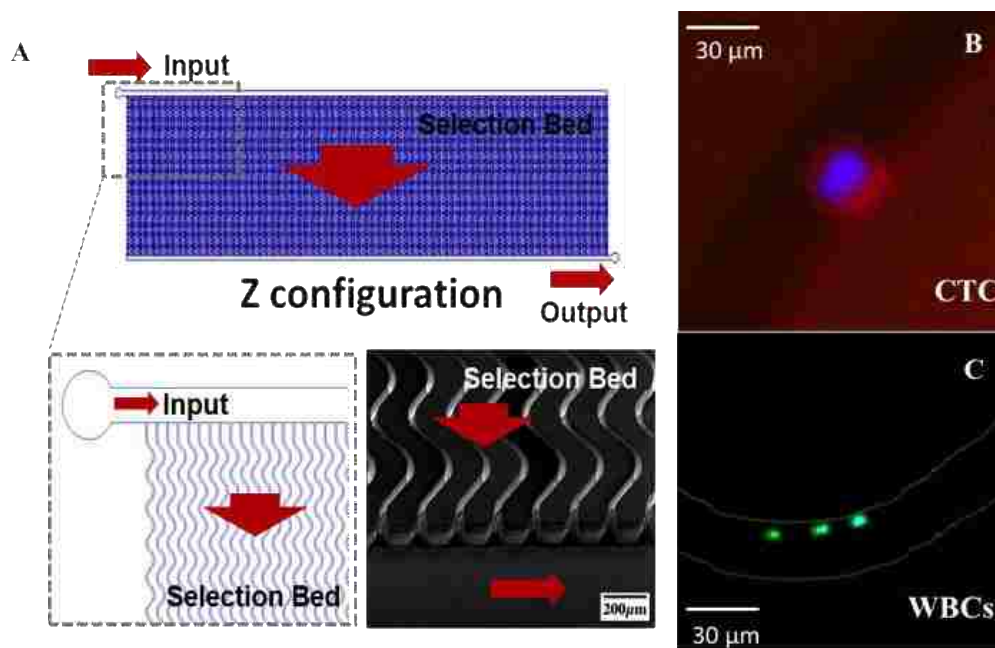 A
Input
Selection Bed
Z configuration
Output
Input
Selection Bed
Selection Bed
200µm
30 µm
B
CTC
C
WBCs
30 µm